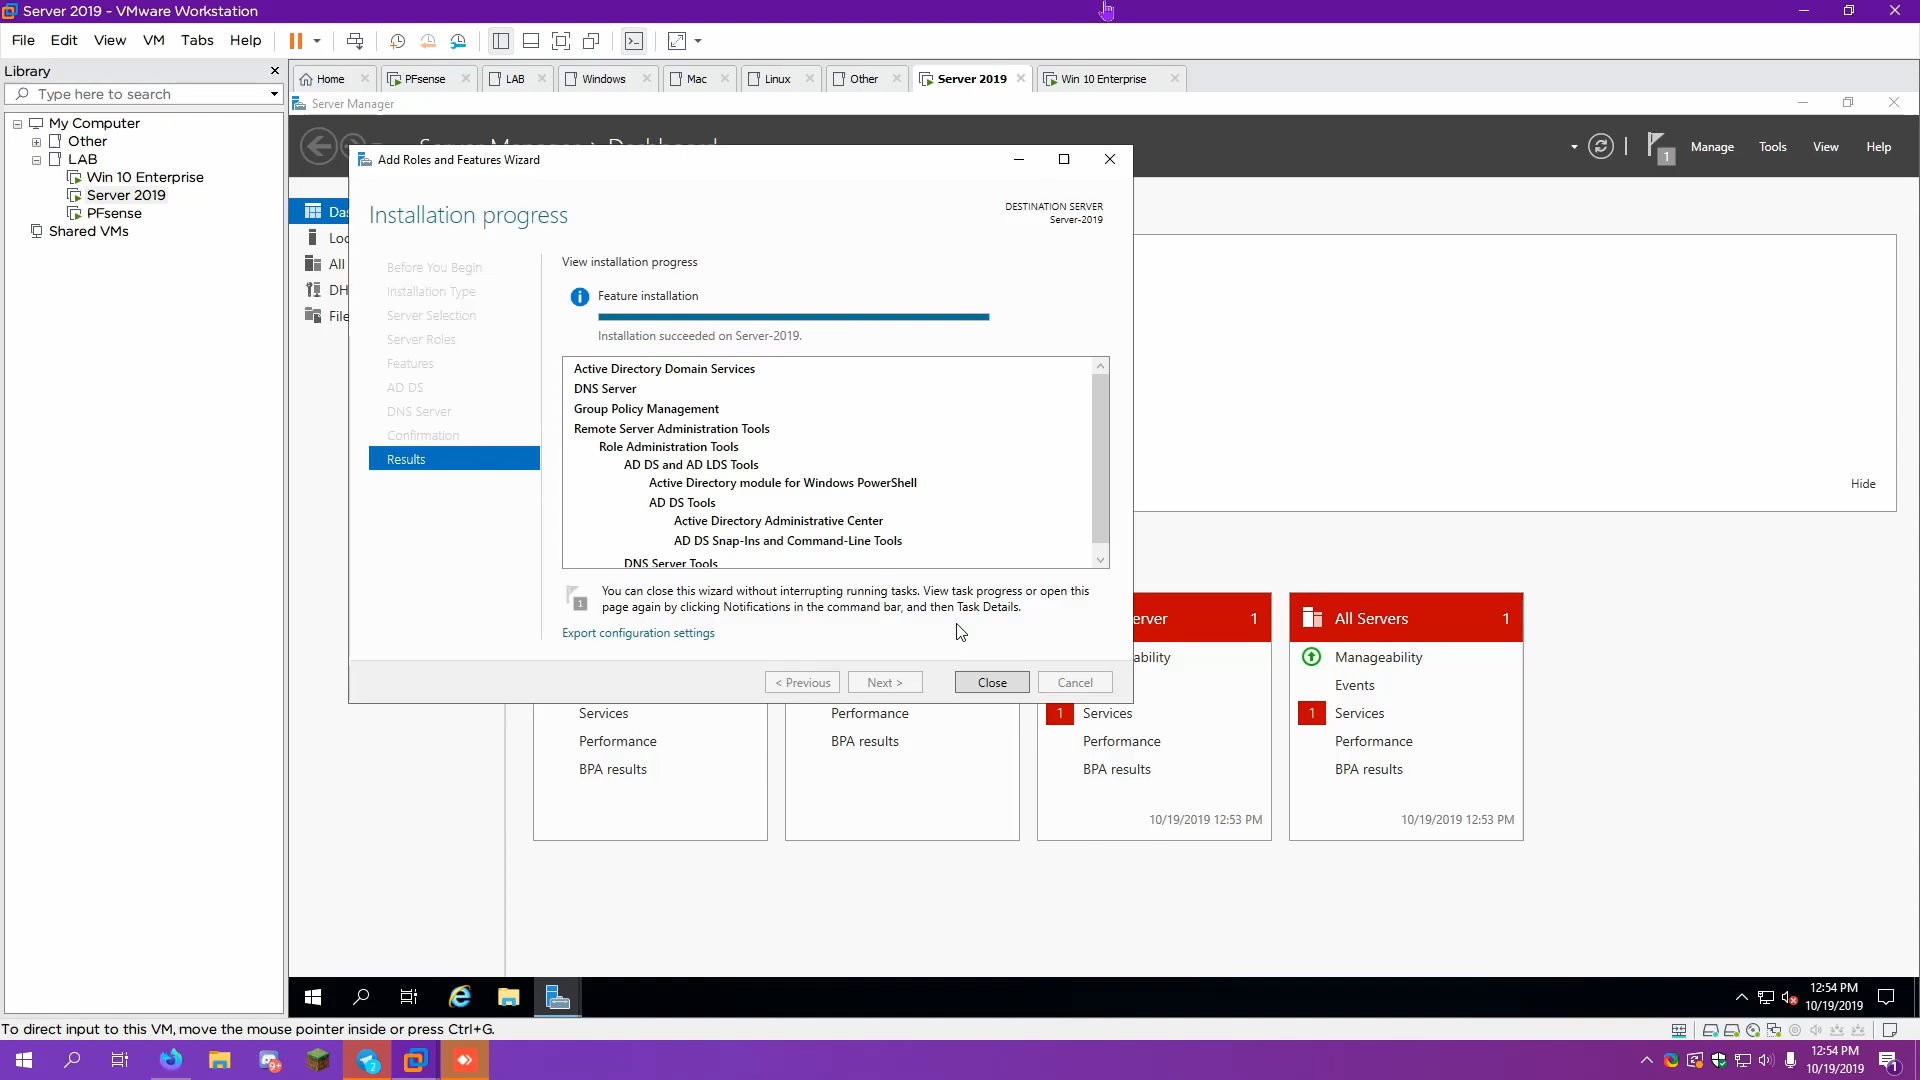 Server 2019 - VMware Workstation
File Edit View VM Tabs Help
Library
Type here to search
My Computer
Other
LAB
Win 10 Enterprise
Server 2019
PFsense
Shared VMs
Home PFsense LAB Windows Mac Linux Other Server 2019 Win 10 Enterprise
Server Manager
1 Manage Tools View Help
Das
Loc
All
DH
File
Add Roles and Features Wizard
Installation progress
DESTINATION SERVER
Server-2019
Before You Begin
Installation Type
Server Selection
Server Roles
Features
AD DS
DNS Server
Confirmation
Results
View installation progress
Feature installation
Installation succeeded on Server-2019.
Active Directory Domain Services
DNS Server
Group Policy Management
Remote Server Administration Tools
Role Administration Tools
AD DS and AD LDS Tools
Active Directory module for Windows PowerShell
AD DS Tools
Active Directory Administrative Center
AD DS Snap-Ins and Command-Line Tools
DNS Server Tools
1
You can close this wizard without interrupting running tasks. View task progress or open this
page again by clicking Notifications in the command bar, and then Task Details.
Export configuration settings
< Previous Next > Close Cancel
Hide
Services
Performance
BPA results
Performance
BPA results
erver 1
ability
1 Services
Performance
BPA results
10/19/2019 12:53 PM
All Servers 1
Manageability
Events
1 Services
Performance
BPA results
10/19/2019 12:53 PM
12:54 PM
10/19/2019
To direct input to this VM, move the mouse pointer inside or press Ctrl+G.
9+
2
12:54 PM
10/19/2019
1